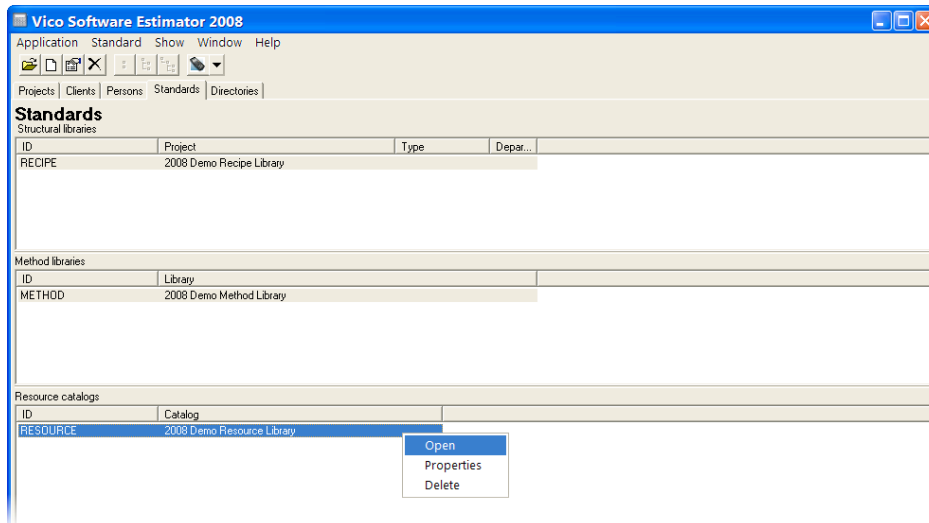 Vico Software Estimator 2008
Application Standard Show Window Help
Projects Clients Persons Standards Directories
Standards
Structural libraries
ID Project Type Depar...
RECIPE 2008 Demo Recipe Library
Method libraries
ID Library
METHOD 2008 Demo Method Library
Resource catalogs
ID Catalog
RESOURCE 2008 Demo Resource Library
Open
Properties
Delete